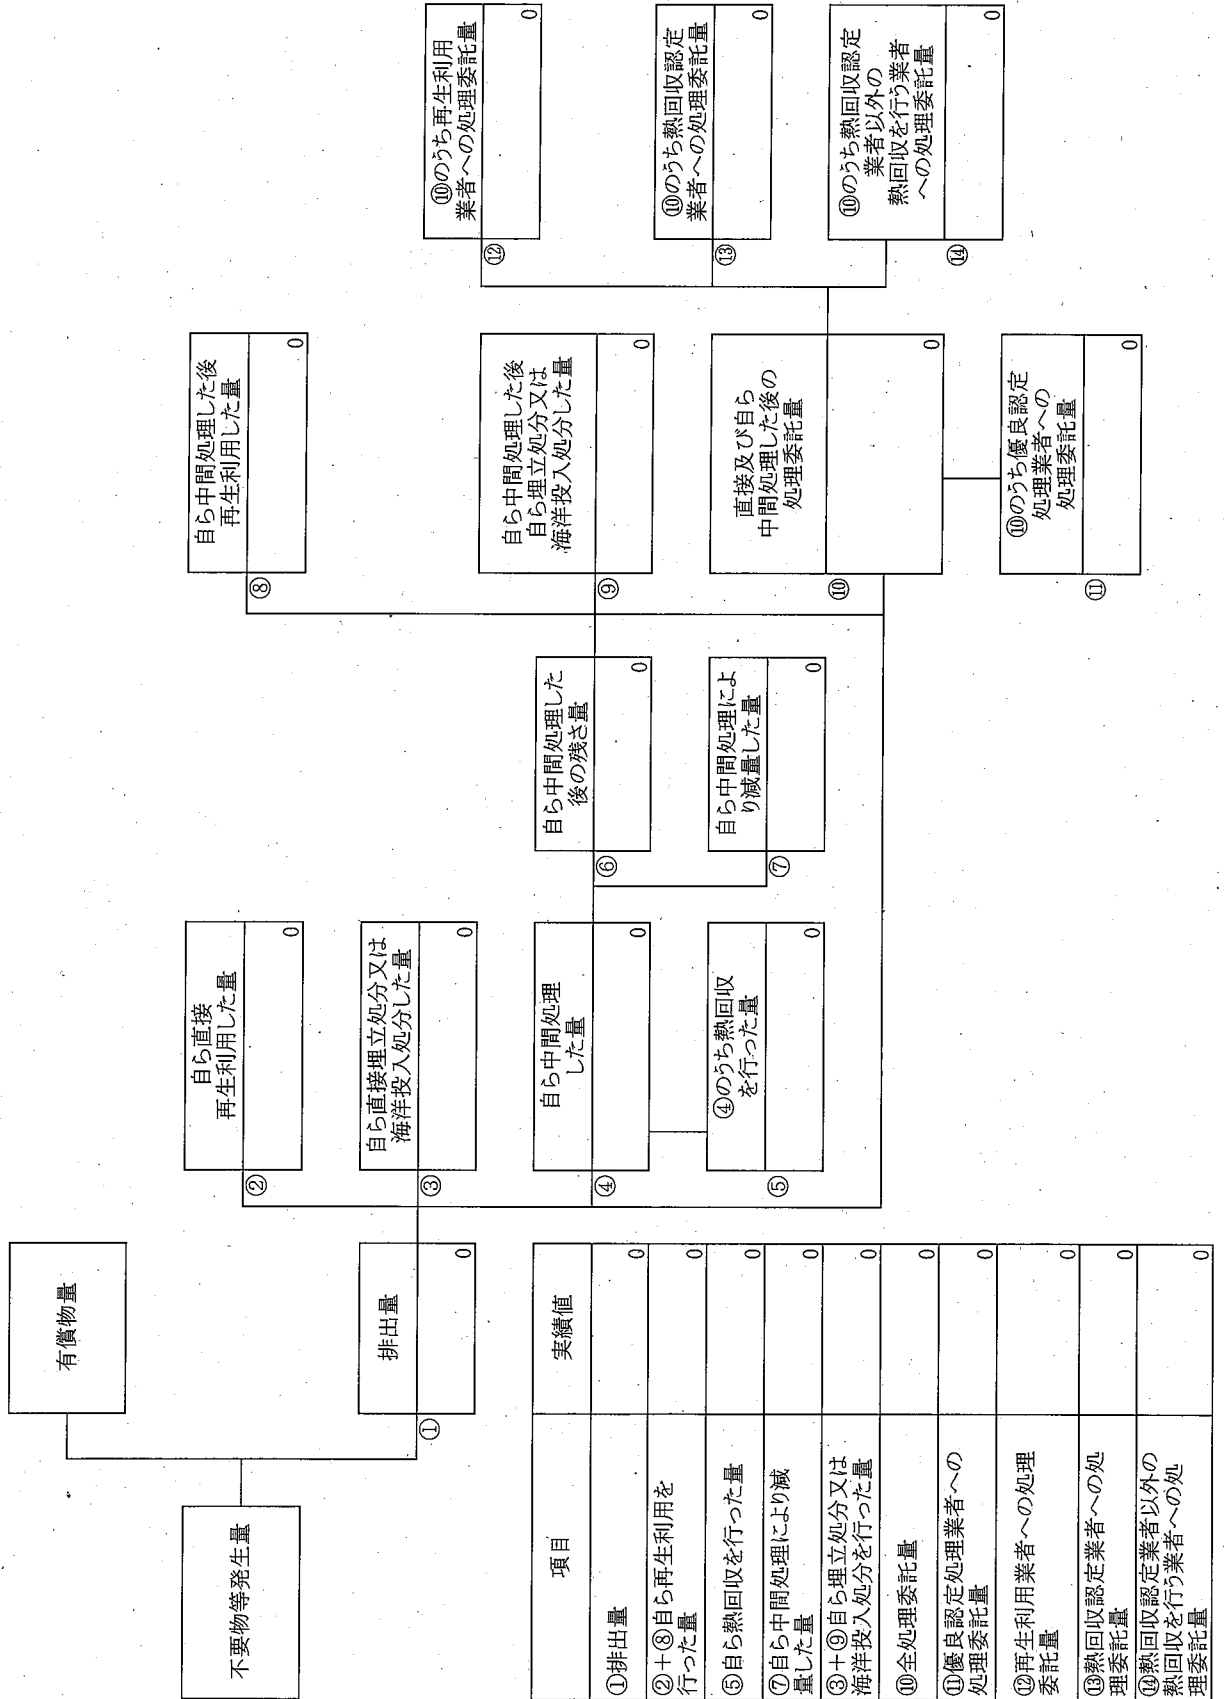 不要物等発生量
有償物量
排出量
①
0
自ら直接
再生利用した量
②
0
自ら直接埋立処分又は
海洋投入処分した量
③
0
自ら中間処理
した量
④
0
④のうち熱回収
を行った量
⑤
0
自ら中間処理した
後の残さ量
⑥
0
自ら中間処理によ
り減量した量
⑦
0
自ら中間処理した後
再生利用した量
⑧
0
自ら中間処理した後
自ら埋立処分又は
海洋投入処分した量
⑨
0
直接及び自ら
中間処理した後の
処理委託量
⑩
0
⑩のうち優良認定
処理業者への
処理委託量
⑪
0
⑩のうち再生利用
業者への処理委託量
⑫
0
⑩のうち熱回収認定
業者への処理委託量
⑬
0
⑩のうち熱回収認定
業者以外の
熱回収を行う業者
への処理委託量
⑭
0
項目 実績値
①排出量 0
②+⑧自ら再生利用を
行った量 0
⑤自ら熱回収を行った量 0
⑦自ら中間処理により減
量した量 0
③+⑨自ら埋立処分又は
海洋投入処分を行った量 0
⑩全処理委託量 0
⑪優良認定処理業者への
処理委託量 0
⑫再生利用業者への処理
委託量 0
⑬熱回収認定業者への処
理委託量 0
⑭熱回収認定業者以外の
熱回収を行う業者への処
理委託量 0